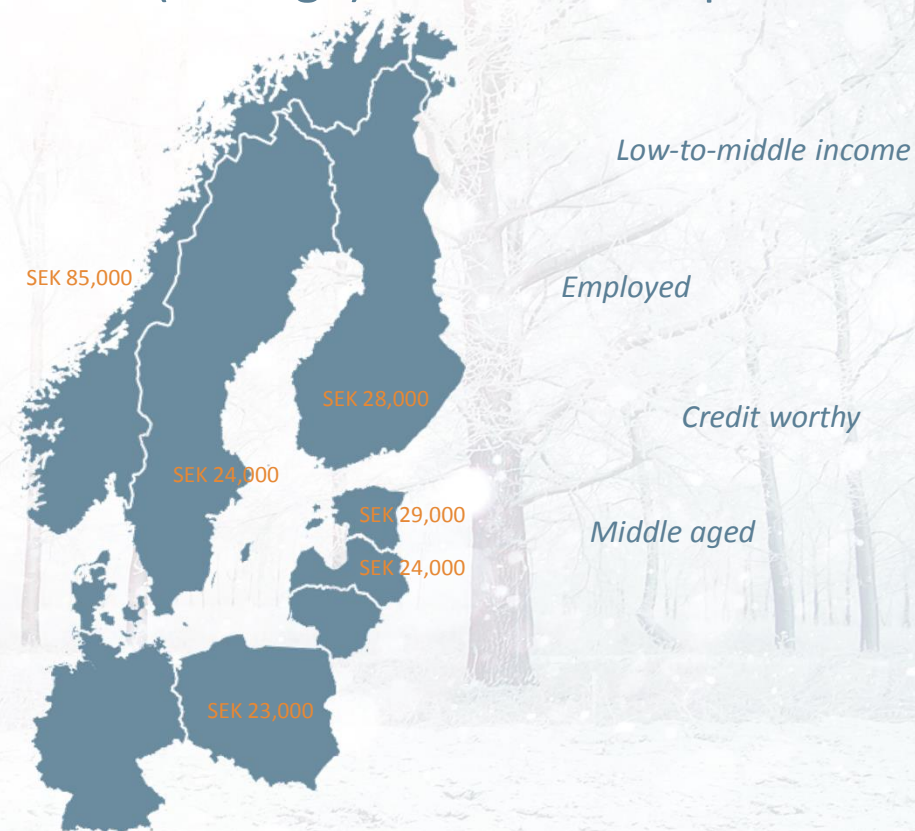 Low-to-middle income
SEK 85,000
Employed
SEK 28,000
Credit worthy
SEK 24,000
SEK 29,000
Middle aged
SEK 24,000
SEK 23,000